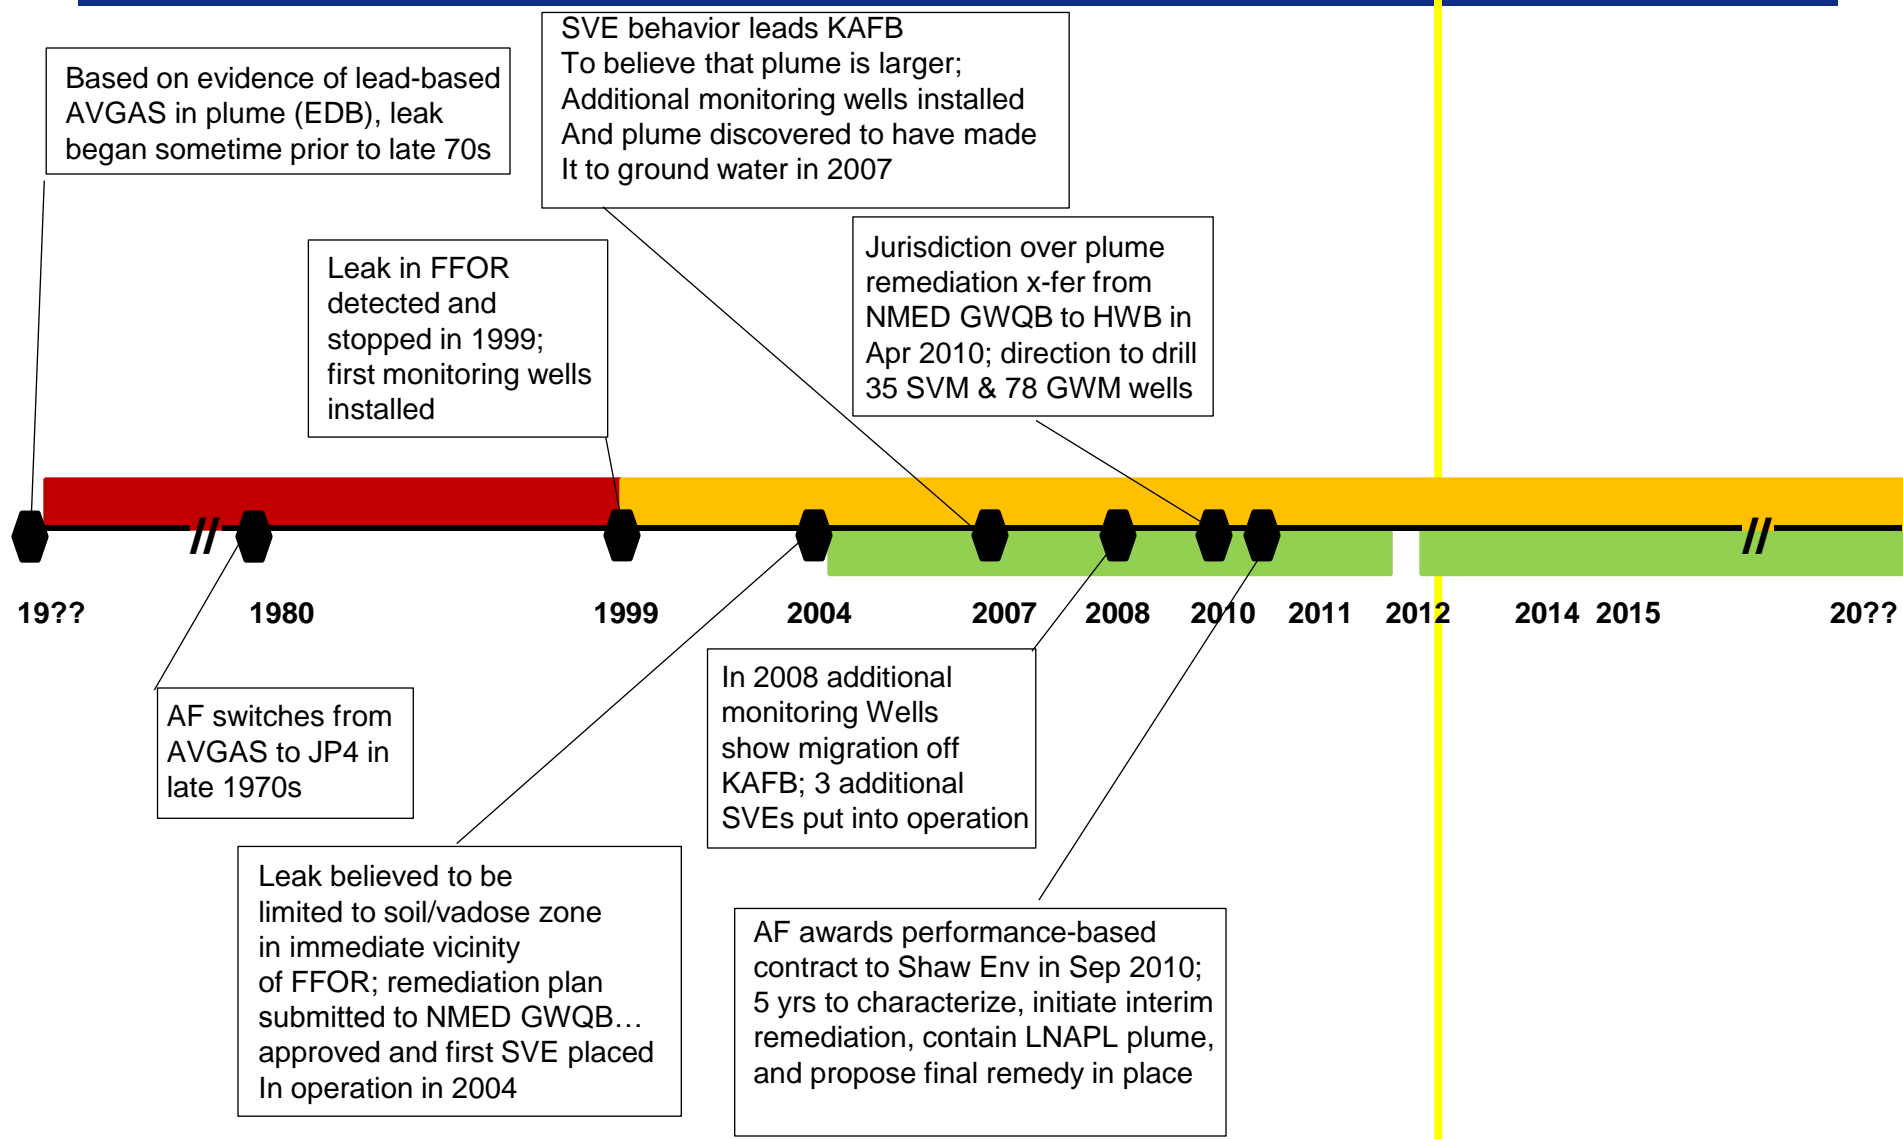 SVE behavior leads KAFB
To believe that plume is larger;
Additional monitoring wells installed
And plume discovered to have made
It to ground water in 2007
Based on evidence of lead-based
AVGAS in plume (EDB), leak
began sometime prior to late 70s
Leak in FFOR
detected and
stopped in 1999;
first monitoring wells
installed
Jurisdiction over plume
remediation x-fer from
NMED GWQB to HWB in
Apr 2010; direction to drill
35 SVM & 78 GWM wells
//
//
19??
1980
1999
2004
2007
2008
2010
2011
2012
2014
2015
20??
AF switches from
AVGAS to JP4 in
late 1970s
In 2008 additional
monitoring Wells
show migration off
KAFB; 3 additional
SVEs put into operation
Leak believed to be
limited to soil/vadose zone
in immediate vicinity
of FFOR; remediation plan
submitted to NMED GWQB…
approved and first SVE placed
In operation in 2004
AF awards performance-based
contract to Shaw Env in Sep 2010;
5 yrs to characterize, initiate interim
remediation, contain LNAPL plume,
and propose final remedy in place